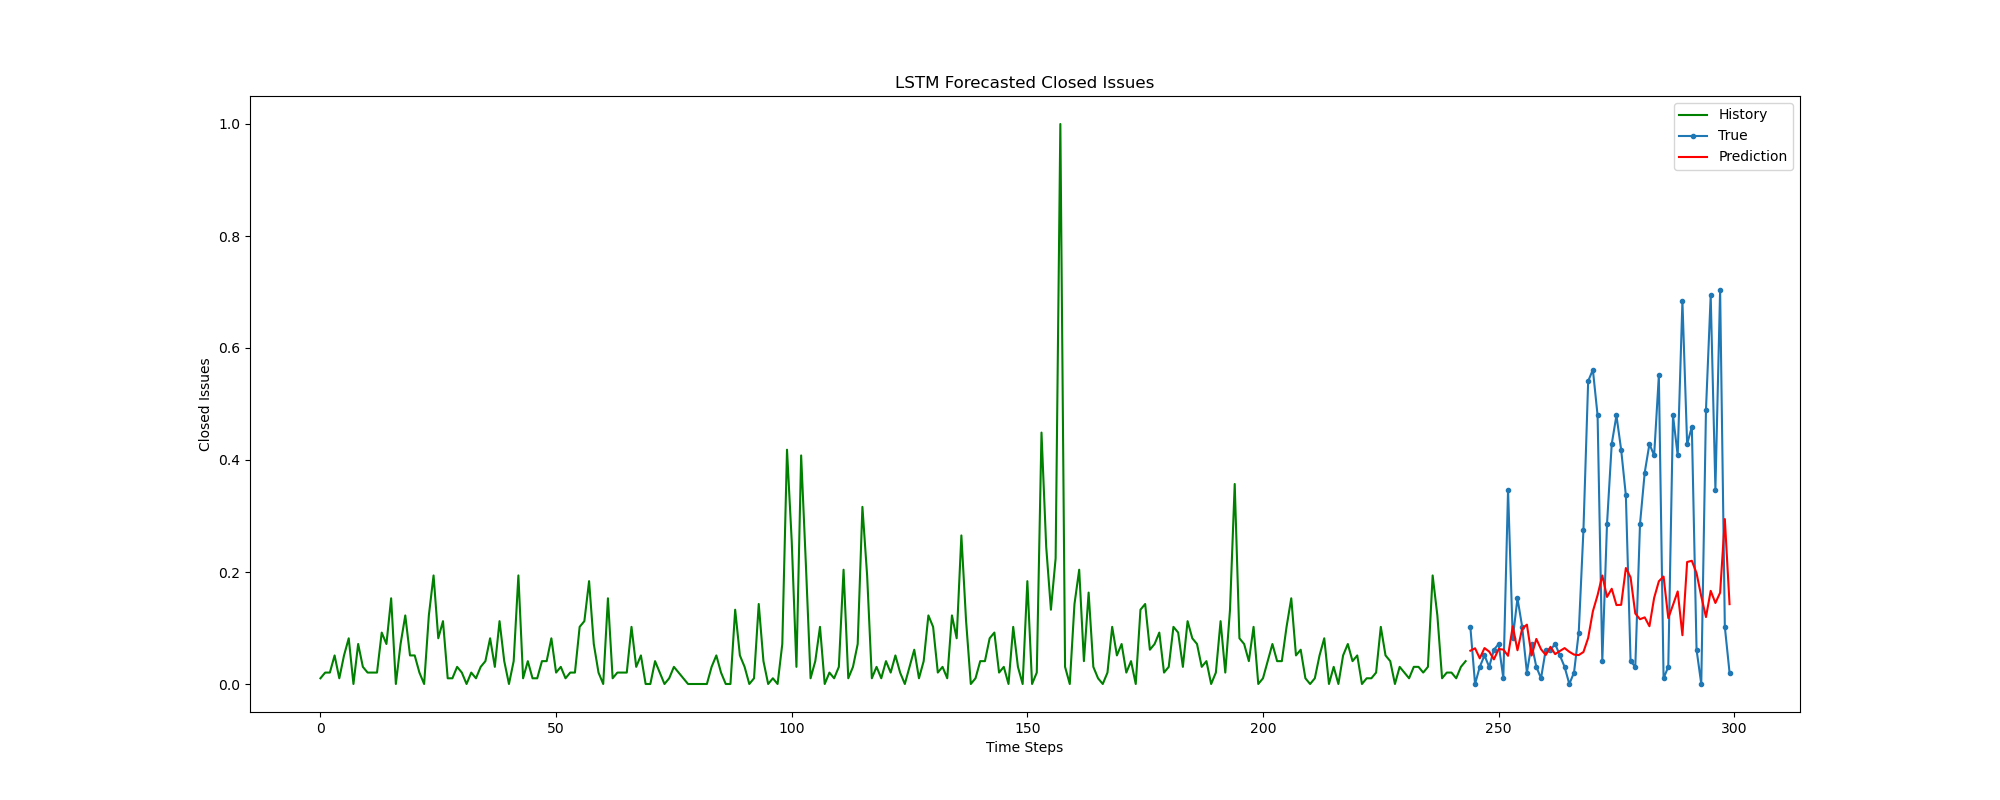 LSTM Forecasted Closed Issues
History
True
Prediction
Closed Issues
1.0
0.8
0.6
0.4
0.2
0.0
0 50 100 150 200 250 300
Time Steps